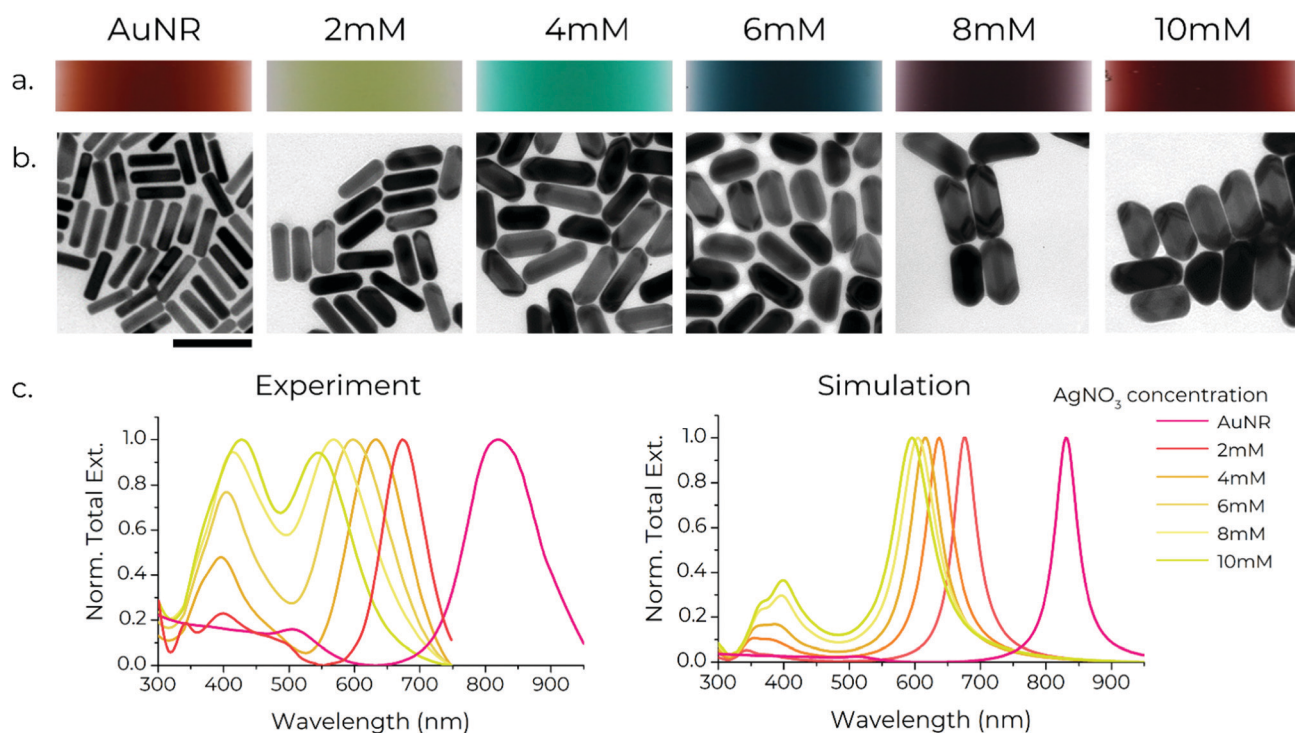 AuNR 2mM 4mM 6mM 8mM 10mM
a.
b.
c.
Experiment
Norm. Total Ext.
1.0
0.8
0.6
0.4
0.2
0.0
300 400 500 600 700 800 900
Wavelength (nm)
Simulation
Norm. Total Ext.
1.0
0.8
0.6
0.4
0.2
0.0
300 400 500 600 700 800 900
Wavelength (nm)
AgNO₃ concentration
AuNR
2mM
4mM
6mM
8mM
10mM